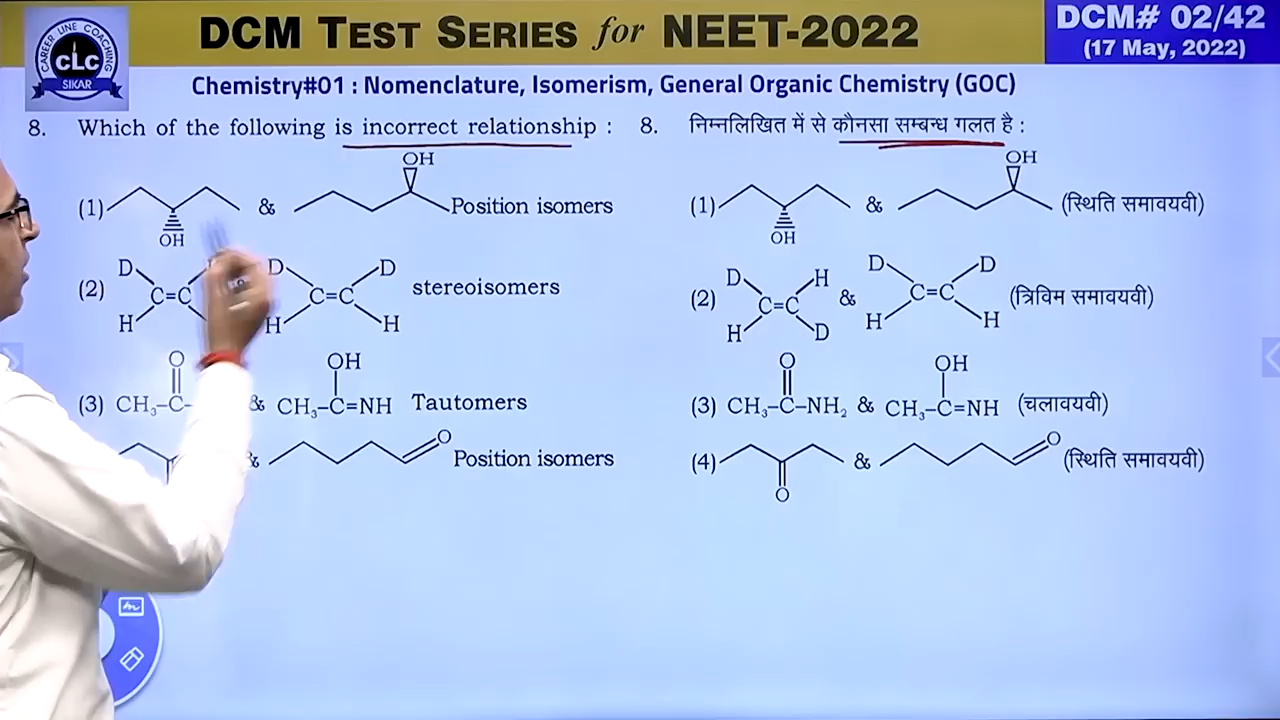 CAREER LINE COACHING
CLC
SIKAR
DCM TEST SERIES for NEET-2022
DCM# 02/42
(17 May, 2022)
Chemistry#01 : Nomenclature, Isomerism, General Organic Chemistry (GOC)
8. Which of the following is incorrect relationship :
(1) OH & OH Position isomers
(2) D H C=C & D D H H C=C stereoisomers
(3) O CH₃–C– & OH CH₃–C=NH Tautomers
& O Position isomers
8. निम्नलिखित में से कौनसा सम्बन्ध गलत है :
(1) OH & OH (स्थिति समावयवी)
(2) D H H D C=C & D D H H C=C (त्रिविम समावयवी)
(3) O CH₃–C–NH₂ & OH CH₃–C=NH (चलावयवी)
(4) O & O (स्थिति समावयवी)